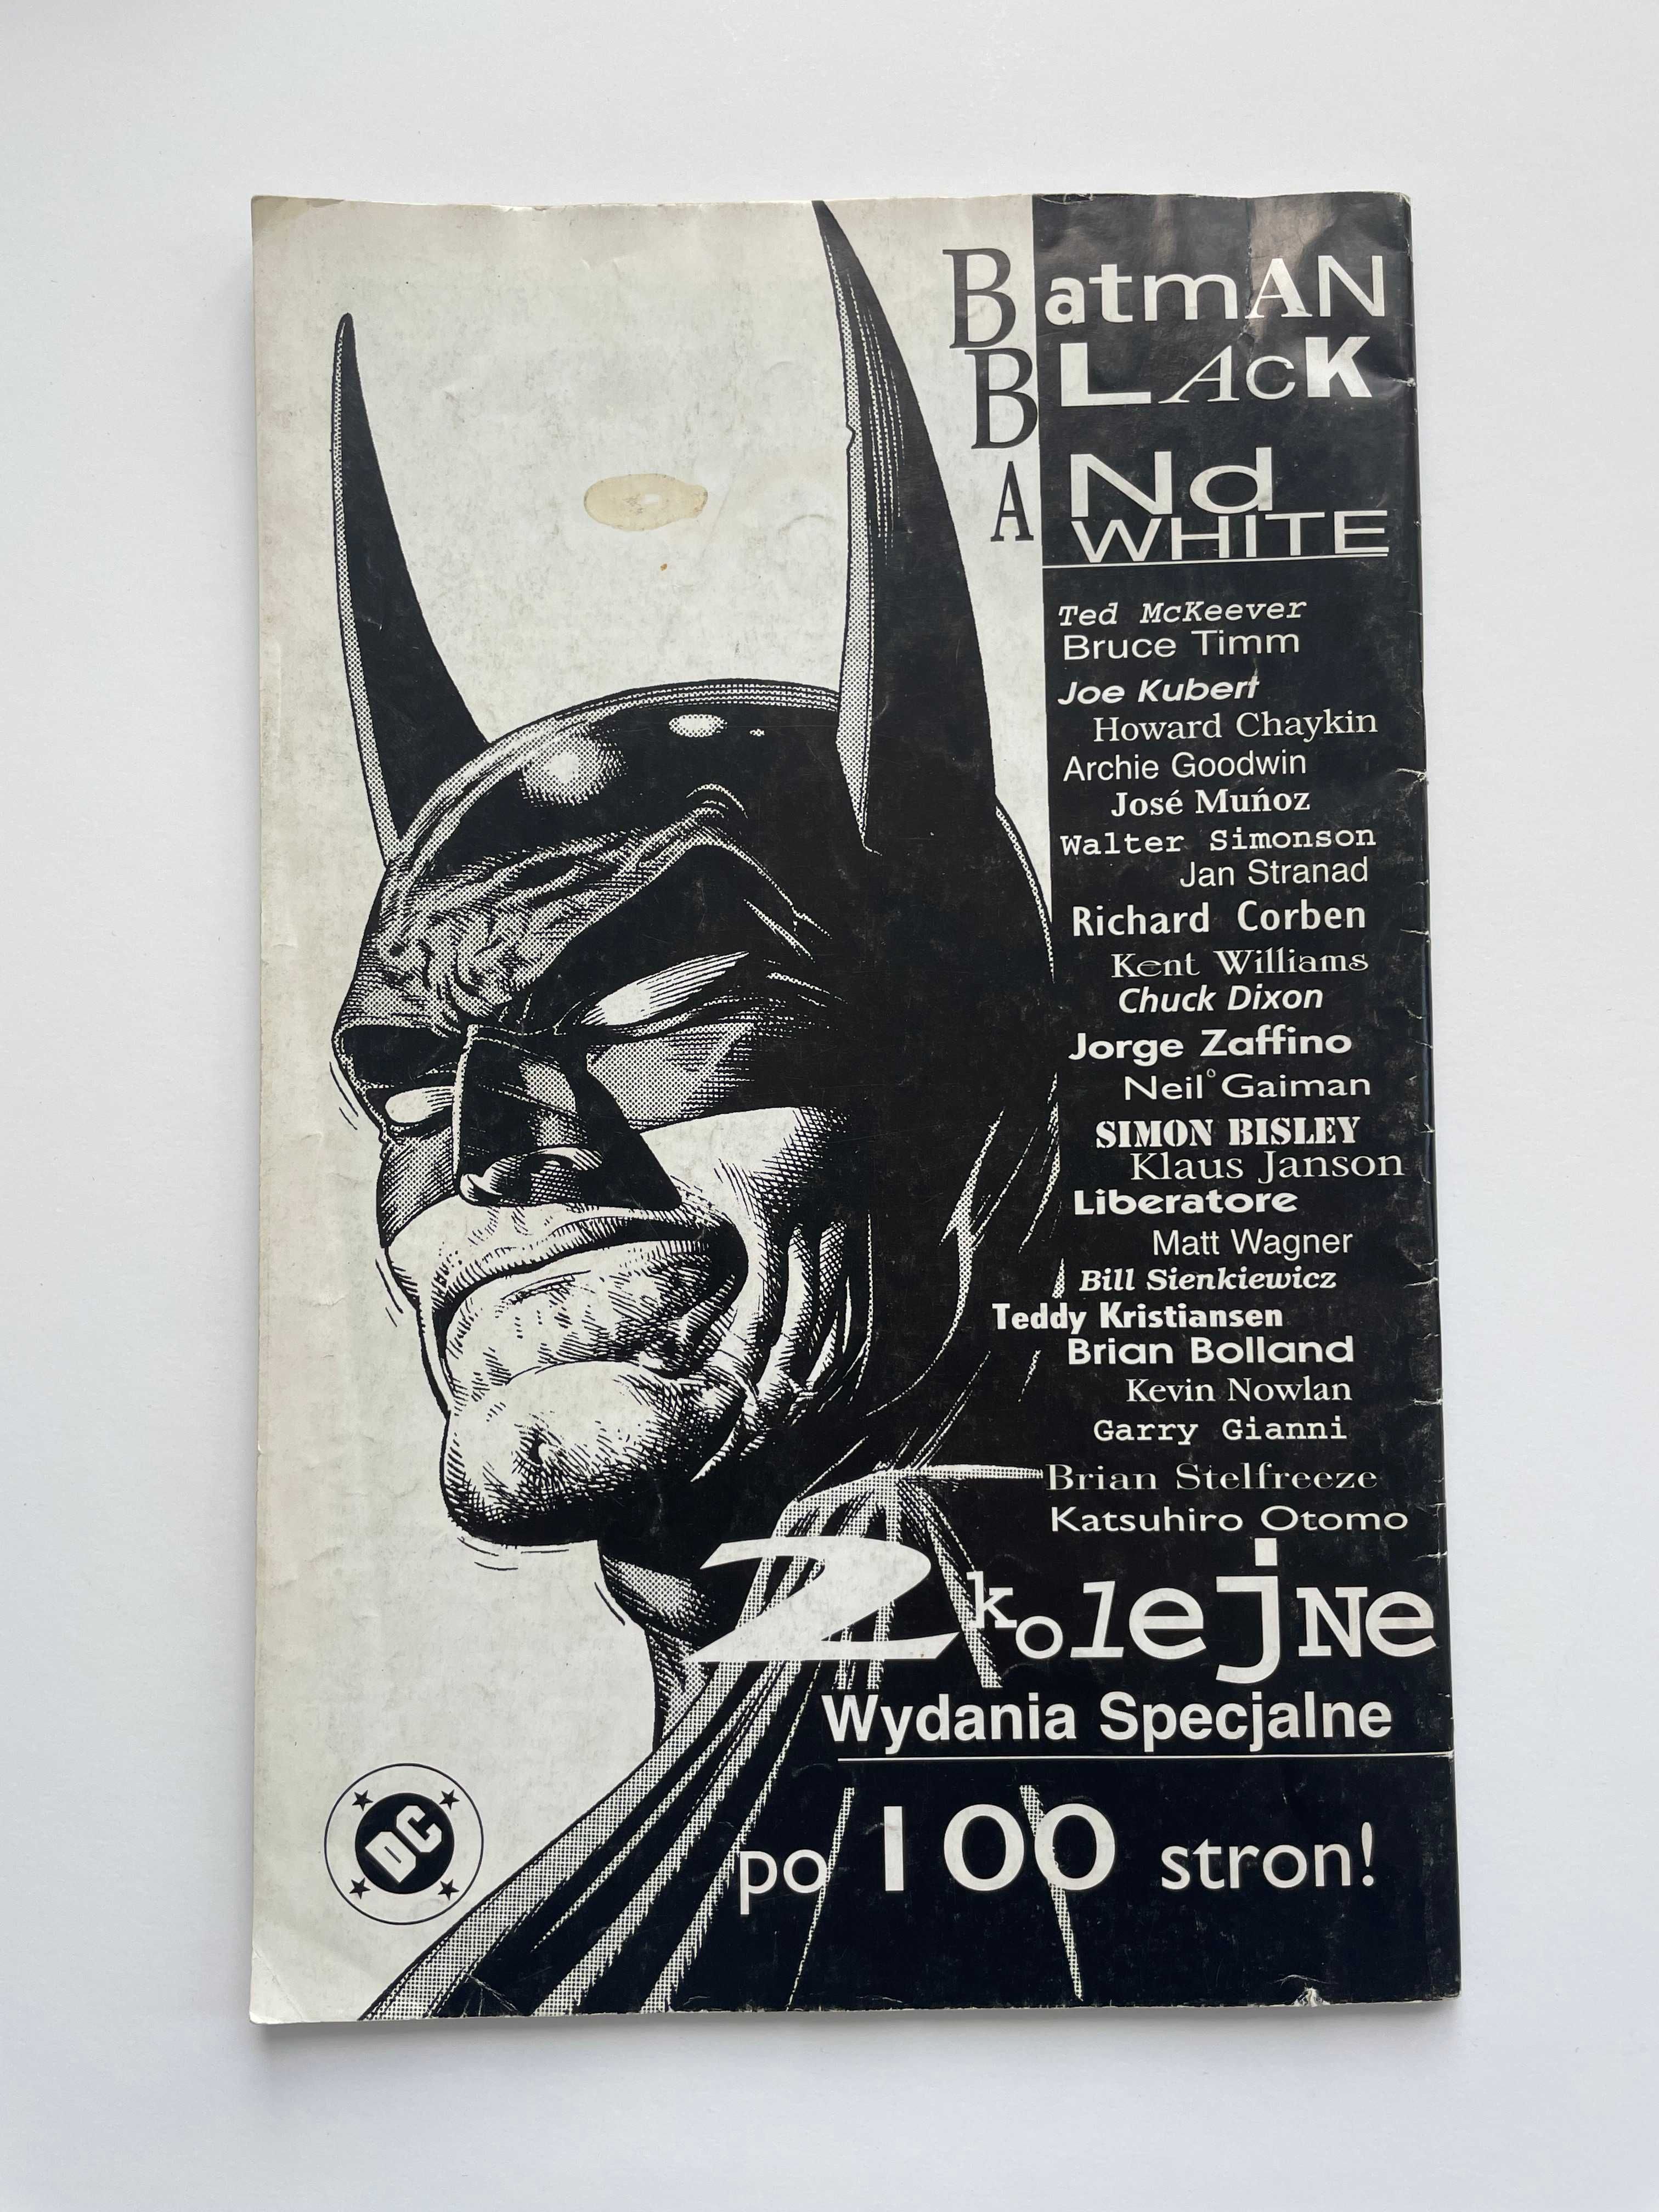 BatmAN
BLAcK
ANd
WHITE
Ted McKeever
Bruce Timm
Joe Kubert
Howard Chaykin
Archie Goodwin
José Muńoz
Walter Simonson
Jan Stranad
Richard Corben
Kent Williams
Chuck Dixon
Jorge Zaffino
Neil Gaiman
SIMON BISLEY
Klaus Janson
Liberatore
Matt Wagner
Bill Sienkiewicz
Teddy Kristiansen
Brian Bolland
Kevin Nowlan
Garry Gianni
Brian Stelfreeze
Katsuhiro Otomo
2 kolejNe
Wydania Specjalne
po 100 stron!
DC